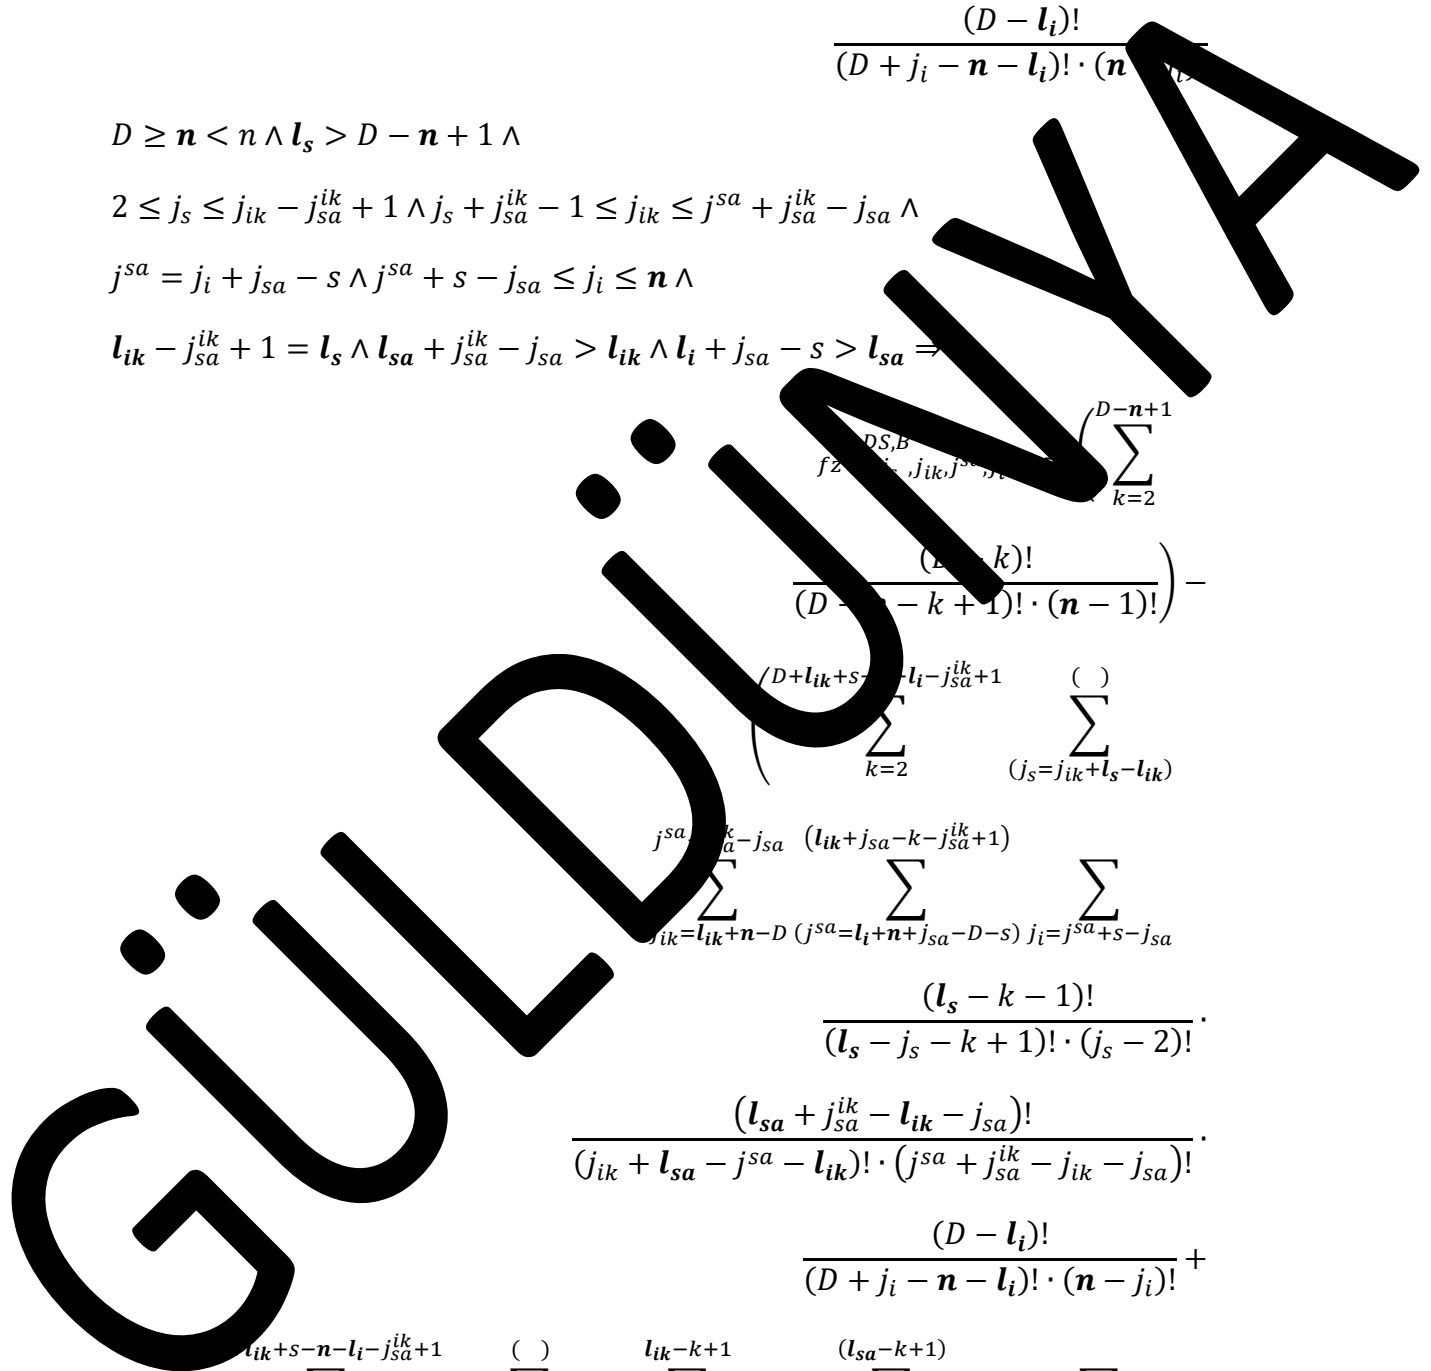 (D − l_i)!
(D + j_i − n − l_i)! · (n
D ≥ n < n ∧ l_s > D − n + 1 ∧
2 ≤ j_s ≤ j_ik − j_sa^ik + 1 ∧ j_s + j_sa^ik − 1 ≤ j_ik ≤ j^sa + j_sa^ik − j_sa ∧
j^sa = j_i + j_sa − s ∧ j^sa + s − j_sa ≤ j_i ≤ n ∧
l_ik − j_sa^ik + 1 = l_s ∧ l_sa + j_sa^ik − j_sa > l_ik ∧ l_i + j_sa − s > l_sa ⇒
D−n+1
DS,B ( ∑
,j_ik,j^sa,j_i k=2
k)!
(D − k + 1)! · (n − 1)! ) −
D+l_ik+s− −l_i−j_sa^ik+1 ( )
( ∑ ∑
k=2 (j_s=j_ik+l_s−l_ik)
j^sa −j_sa (l_ik+j_sa−k−j_sa^ik+1)
∑ ∑ ∑
j_ik=l_ik+n−D (j^sa=l_i+n+j_sa−D−s) j_i=j^sa+s−j_sa
(l_s − k − 1)!
(l_s − j_s − k + 1)! · (j_s − 2)! ·
(l_sa + j_sa^ik − l_ik − j_sa)!
(j_ik + l_sa − j^sa − l_ik)! · (j^sa + j_sa^ik − j_ik − j_sa)! ·
(D − l_i)!
(D + j_i − n − l_i)! · (n − j_i)! +
l_ik+s−n−l_i−j_sa^ik+1 ( ) l_ik−k+1 (l_sa−k+1)
GÜLDÜNYA